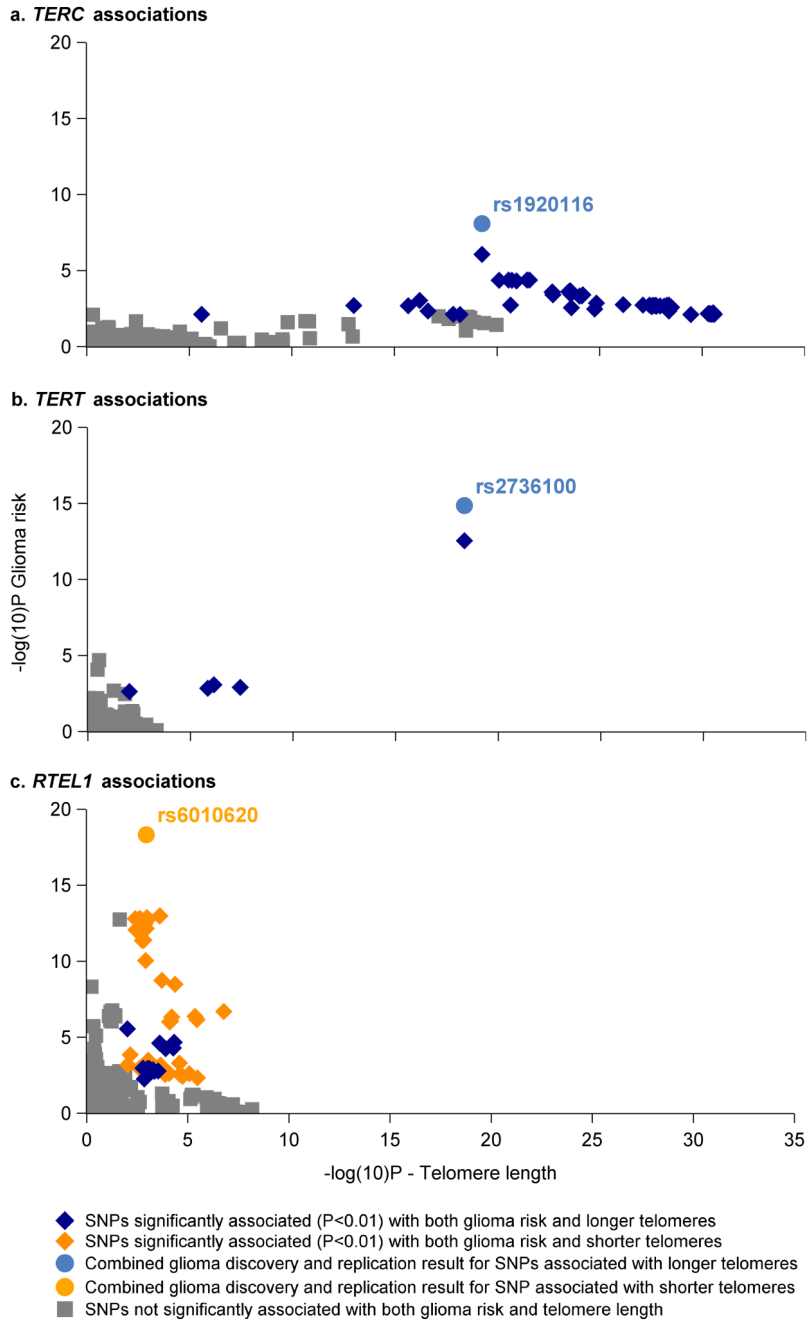 a. TERC associations
20
15
10
5
0
rs1920116
b. TERT associations
20
15
10
5
0
rs2736100
-log(10)P Glioma risk
c. RTEL1 associations
20
15
10
5
0
rs6010620
0 5 10 15 20 25 30 35
-log(10)P - Telomere length
SNPs significantly associated (P<0.01) with both glioma risk and longer telomeres
SNPs significantly associated (P<0.01) with both glioma risk and shorter telomeres
Combined glioma discovery and replication result for SNPs associated with longer telomeres
Combined glioma discovery and replication result for SNP associated with shorter telomeres
SNPs not significantly associated with both glioma risk and telomere length